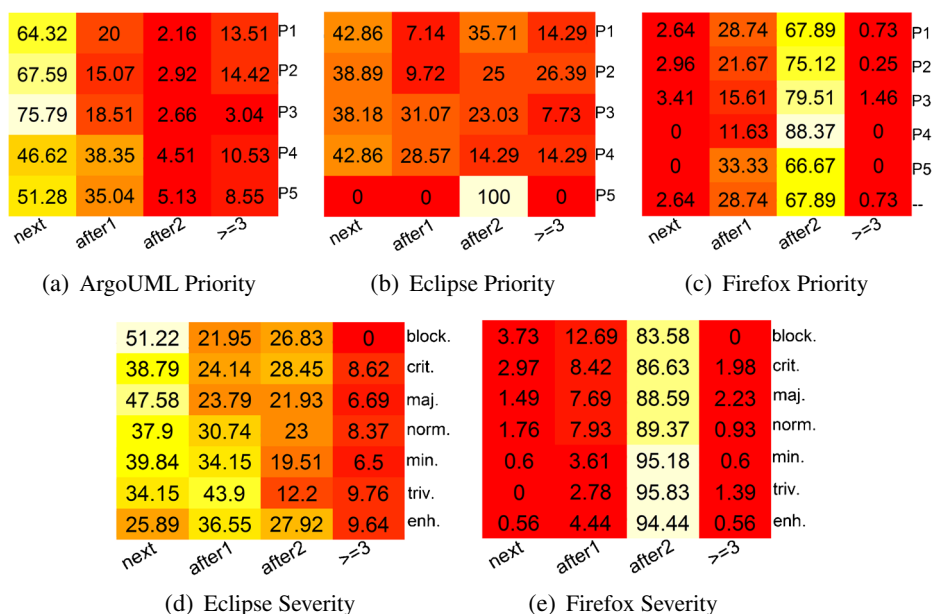 64.32 20 2.16 13.51 P1
67.59 15.07 2.92 14.42 P2
75.79 18.51 2.66 3.04 P3
46.62 38.35 4.51 10.53 P4
51.28 35.04 5.13 8.55 P5
next after1 after2 >=3
(a) ArgoUML Priority
42.86 7.14 35.71 14.29 P1
38.89 9.72 25 26.39 P2
38.18 31.07 23.03 7.73 P3
42.86 28.57 14.29 14.29 P4
0 0 100 0 P5
next after1 after2 >=3
(b) Eclipse Priority
2.64 28.74 67.89 0.73 P1
2.96 21.67 75.12 0.25 P2
3.41 15.61 79.51 1.46 P3
0 11.63 88.37 0 P4
0 33.33 66.67 0 P5
2.64 28.74 67.89 0.73 --
next after1 after2 >=3
(c) Firefox Priority
51.22 21.95 26.83 0 block.
38.79 24.14 28.45 8.62 crit.
47.58 23.79 21.93 6.69 maj.
37.9 30.74 23 8.37 norm.
39.84 34.15 19.51 6.5 min.
34.15 43.9 12.2 9.76 triv.
25.89 36.55 27.92 9.64 enh.
next after1 after2 >=3
(d) Eclipse Severity
3.73 12.69 83.58 0 block.
2.97 8.42 86.63 1.98 crit.
1.49 7.69 88.59 2.23 maj.
1.76 7.93 89.37 0.93 norm.
0.6 3.61 95.18 0.6 min.
0 2.78 95.83 1.39 triv.
0.56 4.44 94.44 0.56 enh.
next after1 after2 >=3
(e) Firefox Severity